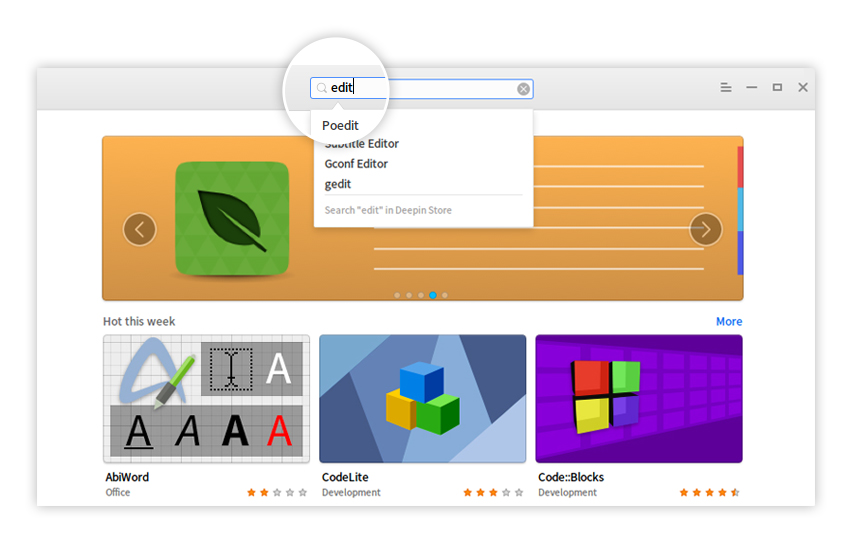 edit
Poedit
Subtitle Editor
Gconf Editor
gedit
Search "edit" in Deepin Store
Hot this week
More
A
A A A A
AbiWord
Office
CodeLite
Development
Code::Blocks
Development